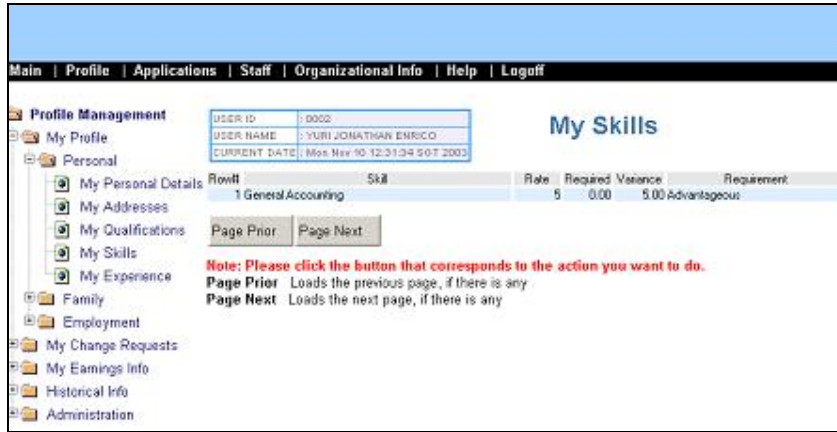 Main | Profile | Applications | Staff | Organizational Info | Help | Logoff
Profile Management
My Profile
Personal
My Personal Details
My Addresses
My Qualifications
My Skills
My Experience
Family
Employment
My Change Requests
My Earnings Info
Historical Info
Administration
USER ID : 0002
USER NAME : YURI JONATHAN ENRICO
CURRENT DATE : Mon Nov 10 12:31:34 SGT 2003
My Skills
Row# Skill Rate Required Variance Requirement
1 General Accounting 5 0.00 5.00 Advantageous
Page Prior Page Next
Note: Please click the button that corresponds to the action you want to do.
Page Prior Loads the previous page, if there is any
Page Next Loads the next page, if there is any